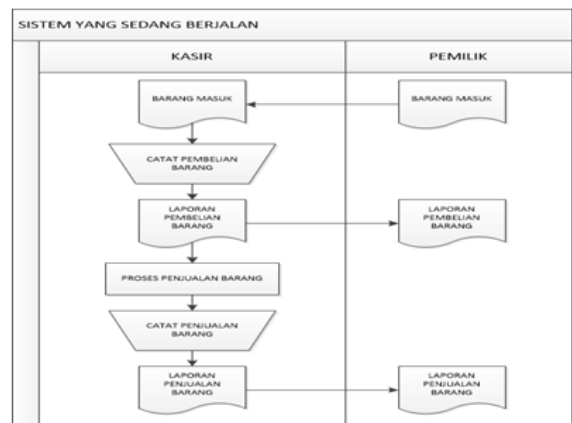 SISTEM YANG SEDANG BERJALAN
KASIR
PEMILIK
BARANG MASUK
BARANG MASUK
CATAT PEMBELIAN
BARANG
LAPORAN
PEMBELIAN
BARANG
LAPORAN
PEMBELIAN
BARANG
PROSES PENJUALAN BARANG
CATAT PENJUALAN
BARANG
LAPORAN
PENJUALAN
BARANG
LAPORAN
PENJUALAN
BARANG